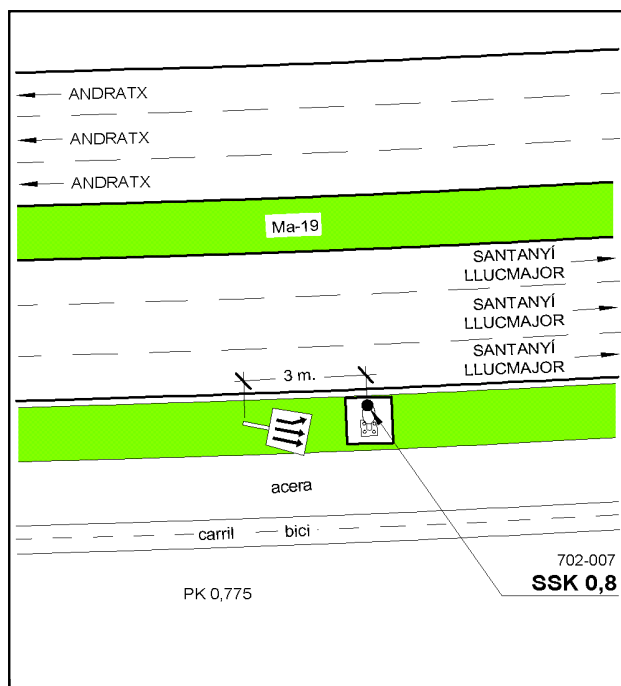 ANDRATX
ANDRATX
ANDRATX
Ma-19
SANTANYÍ
LLUCMAJOR
SANTANYÍ
LLUCMAJOR
SANTANYÍ
LLUCMAJOR
3 m.
acera
carril bici
702-007
SSK 0,8
PK 0,775